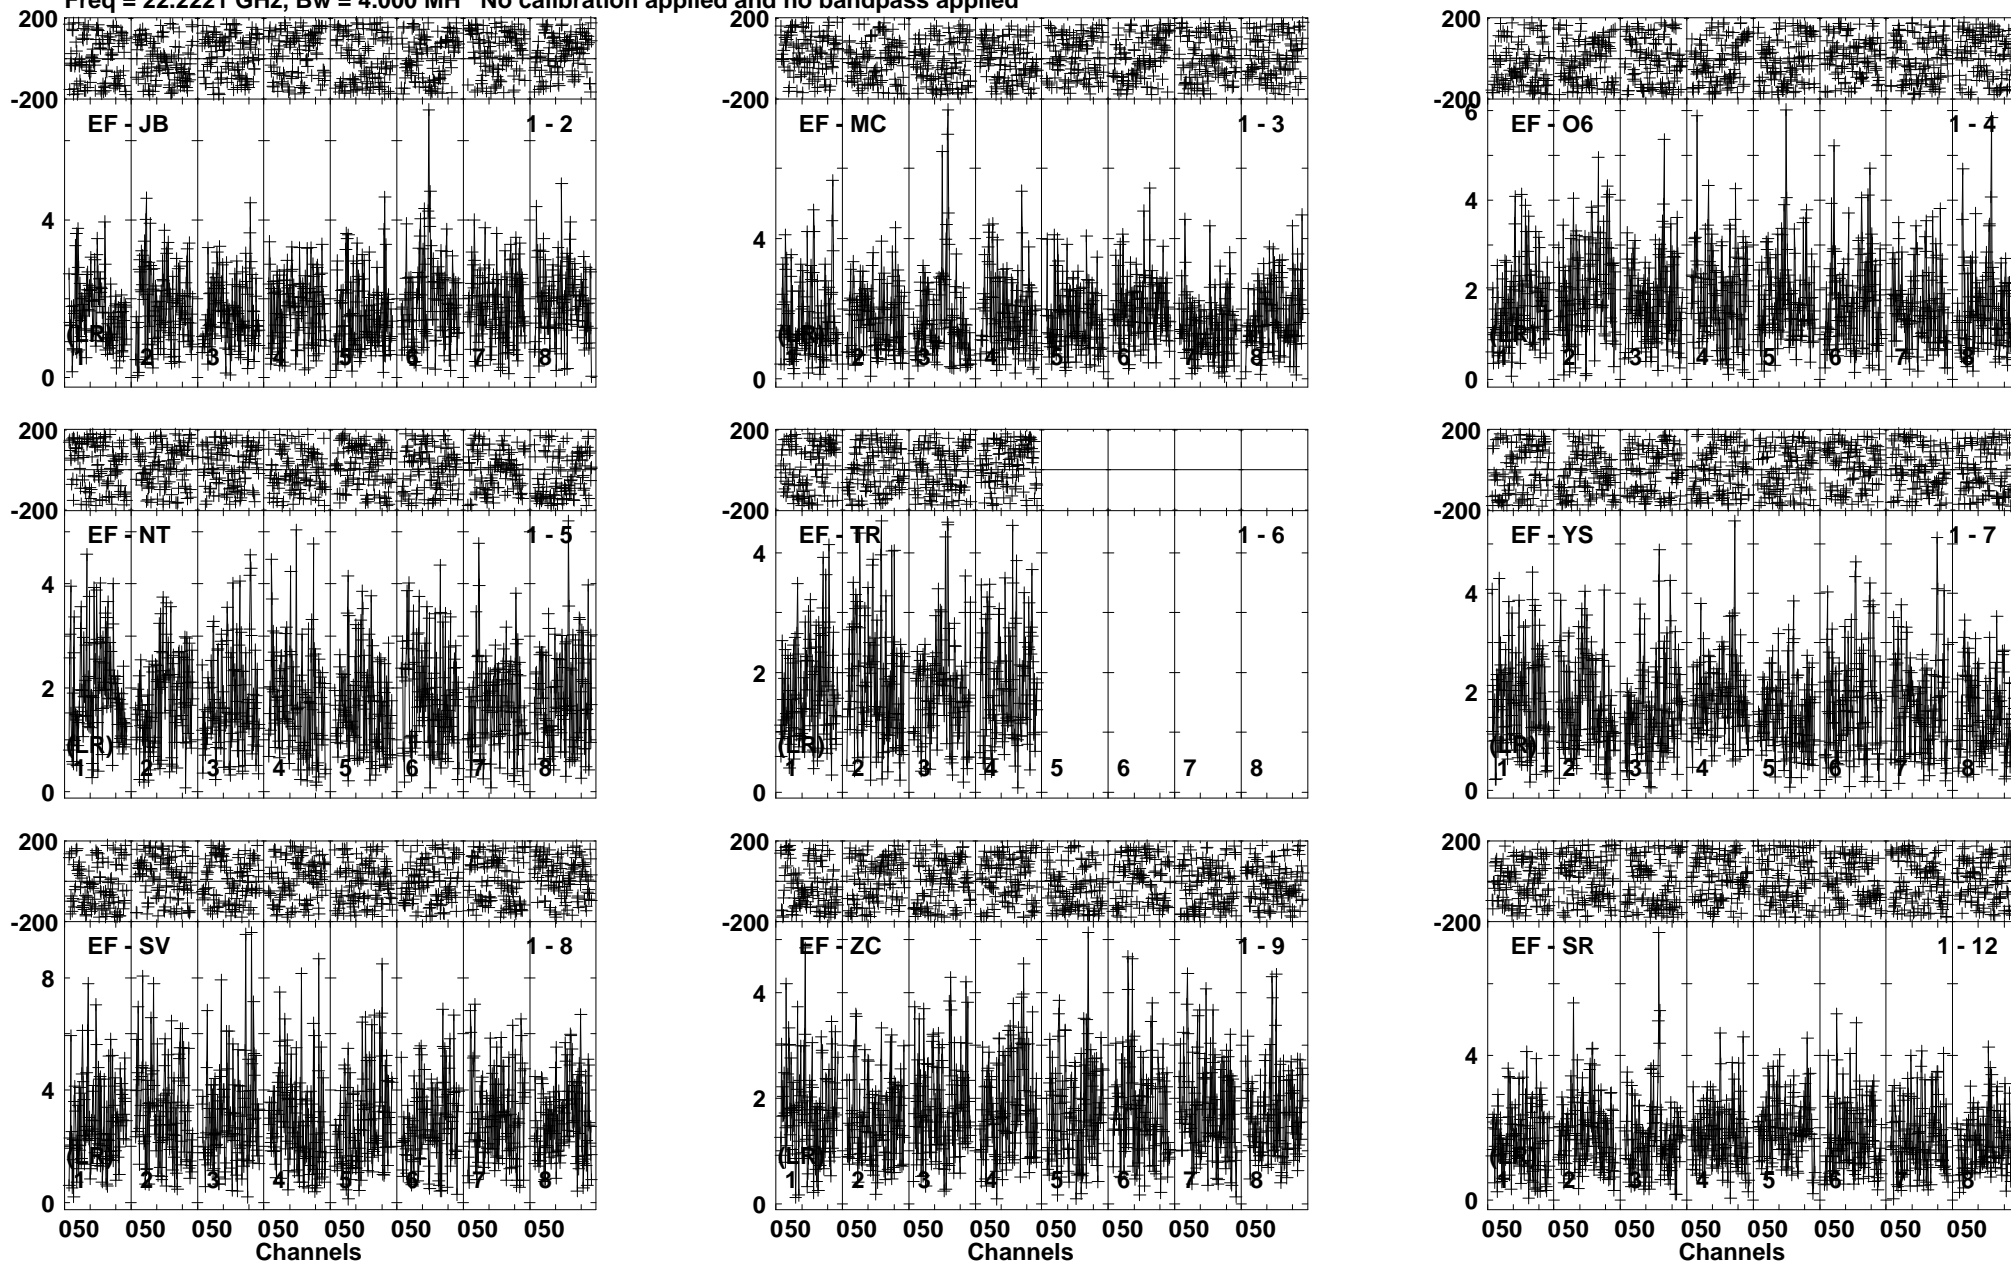 Freq = 22.2221 GHz, Bw = 4.000 MH No calibration applied and no bandpass applied
200 200 200
-200 -200 -200
EF - JB 1 - 2 EF - MC 1 - 3 EF - O6 1 - 4
6
4 4 4
2
(LR) (LR) (LR)
1 2 3 4 5 6 7 8 1 2 3 4 5 6 7 8 1 2 3 4 5 6 7 8
0 0 0
200 200 200
-200 -200 -200
EF - NT 1 - 5 EF - TR 1 - 6 EF - YS 1 - 7
4 4 4
2 2 2
(LR) (LR) (LR)
1 2 3 4 5 6 7 8 1 2 3 4 5 6 7 8 1 2 3 4 5 6 7 8
0 0 0
200 200 200
-200 -200 -200
EF - SV 1 - 8 EF - ZC 1 - 9 EF - SR 1 - 12
8 4 4
4 2
(LR) (LR) (LR)
1 2 3 4 5 6 7 8 1 2 3 4 5 6 7 8 1 2 3 4 5 6 7 8
0 0 0
050 050 050 050 050 050 050 050 050 050 050 050 050 050 050 050 050 050 050 050 050 050 050 050
Channels Channels Channels